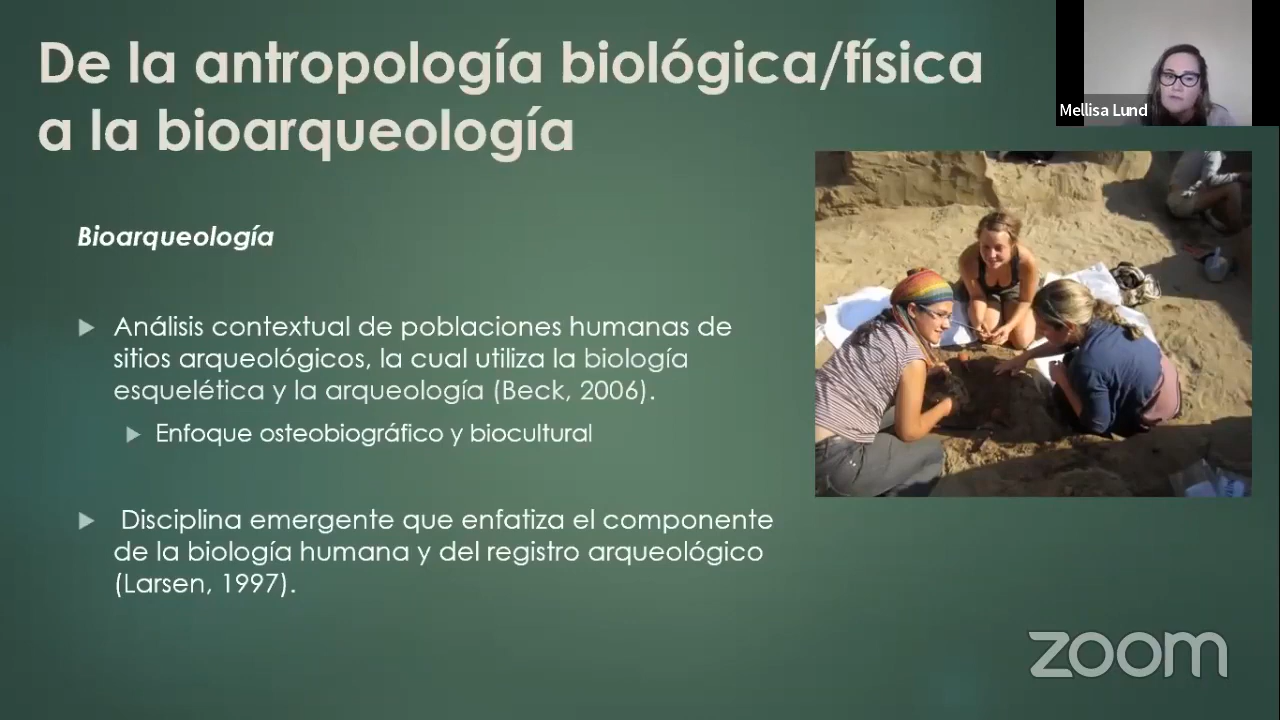 De la antropología biológica/física
a la bioarqueología
Mellisa Lund
Bioarqueología
Análisis contextual de poblaciones humanas de
sitios arqueológicos, la cual utiliza la biología
esquelética y la arqueología (Beck, 2006).
Enfoque osteobiográfico y biocultural
Disciplina emergente que enfatiza el componente
de la biología humana y del registro arqueológico
(Larsen, 1997).
zoom